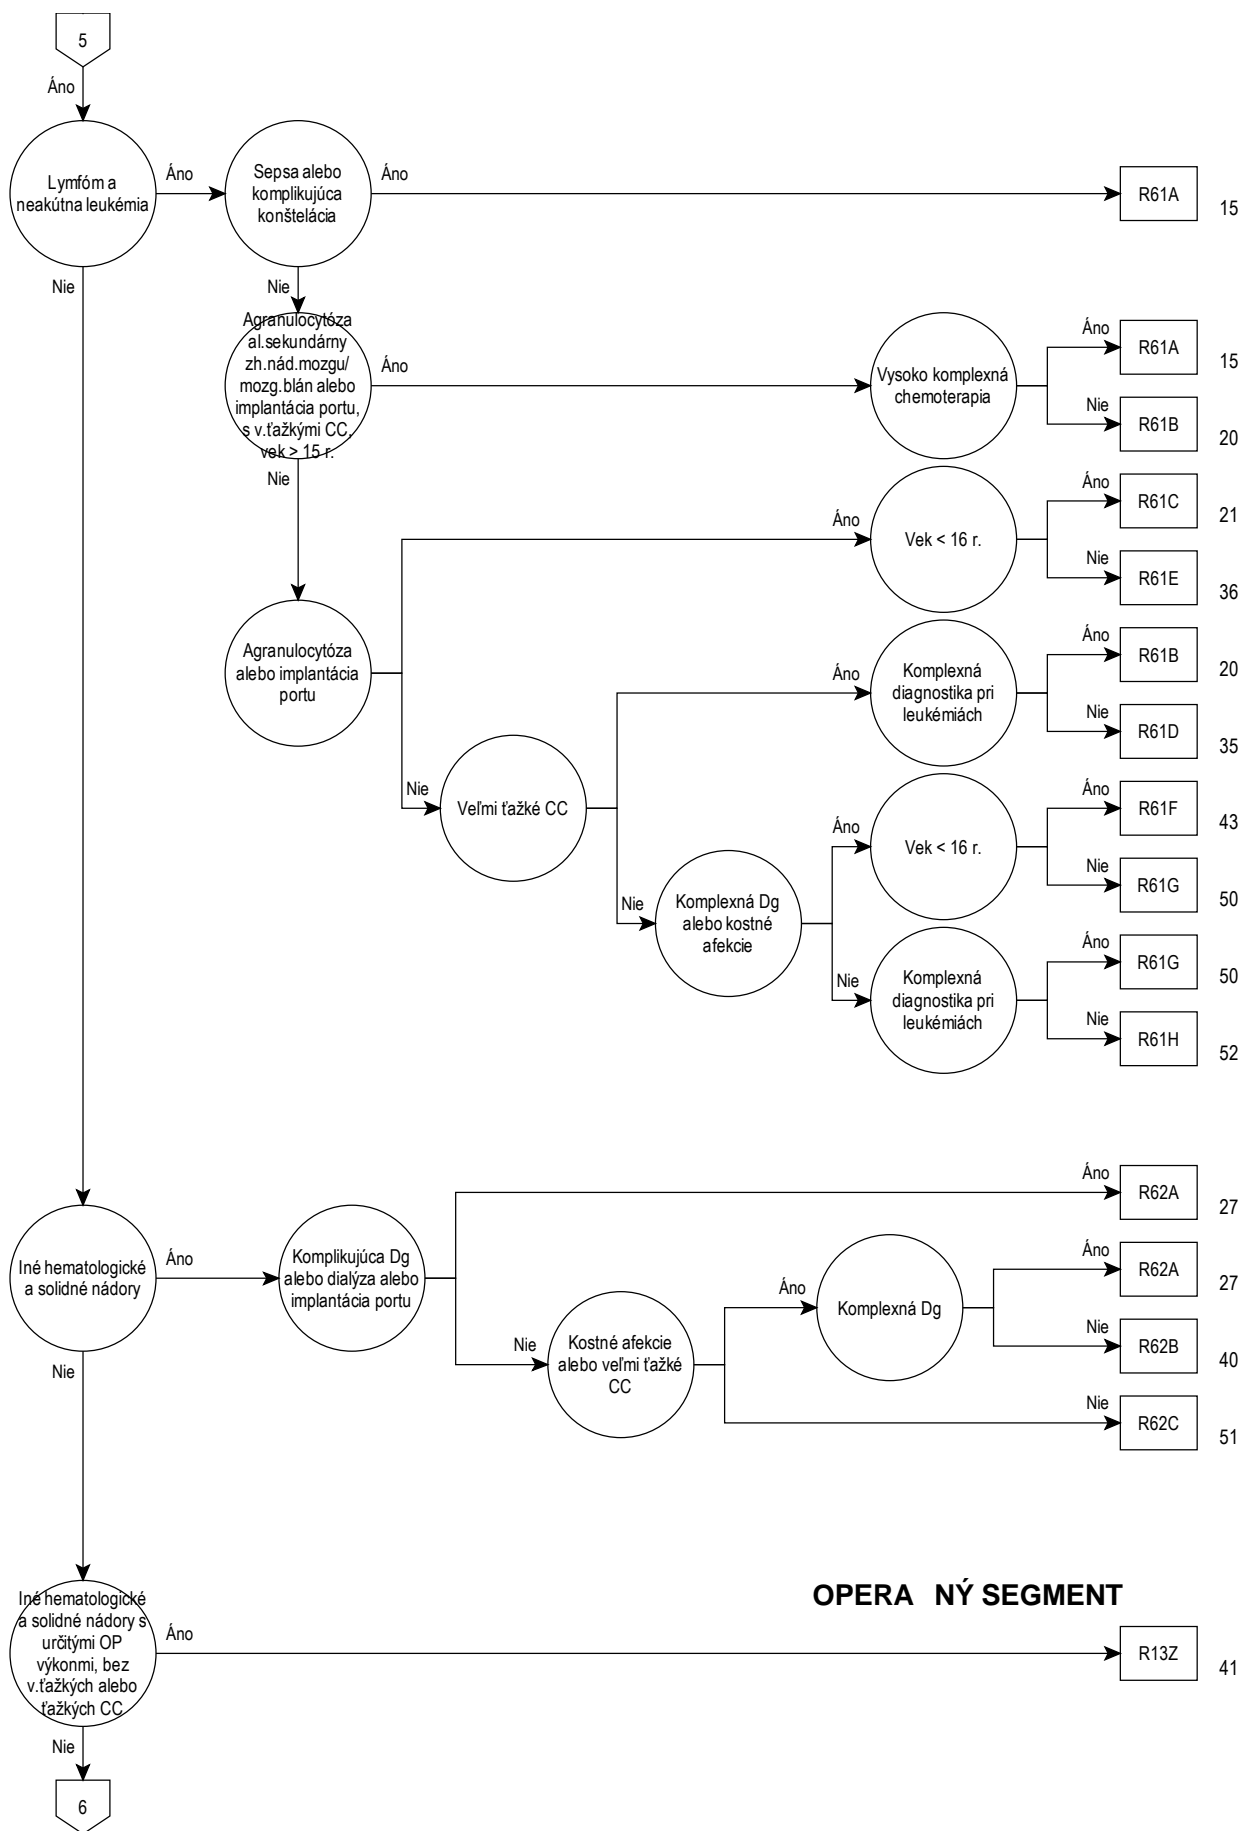 5
Áno
Lymfóm a
neakútna leukémia
Áno
Sepsa alebo
komplikujúca
konštelácia
Áno
R61A
15
Nie
Nie
Agranulocytóza
al.sekundárny
zh.nád.mozgu/
mozg.blán alebo
implantácia portu,
s v.ťažkými CC,
vek > 15 r.
Áno
Vysoko komplexná
chemoterapia
Áno
R61A
15
Nie
R61B
20
Nie
Agranulocytóza
alebo implantácia
portu
Áno
Vek < 16 r.
Áno
R61C
21
Nie
R61E
36
Nie
Veľmi ťažké CC
Áno
Komplexná
diagnostika pri
leukémiách
Áno
R61B
20
Nie
R61D
35
Nie
Komplexná Dg
alebo kostné
afekcie
Áno
Vek < 16 r.
Áno
R61F
43
Nie
R61G
50
Nie
Komplexná
diagnostika pri
leukémiách
Áno
R61G
50
Nie
R61H
52
Iné hematologické
a solidné nádory
Áno
Komplikujúca Dg
alebo dialýza alebo
implantácia portu
Áno
R62A
27
Nie
Kostné afekcie
alebo veľmi ťažké
CC
Áno
Komplexná Dg
Áno
R62A
27
Nie
R62B
40
Nie
R62C
51
Nie
OPERA NÝ SEGMENT
Iné hematologické
a solidné nádory s
určitými OP
výkonmi, bez
v.ťažkých alebo
ťažkých CC
Áno
R13Z
41
Nie
6